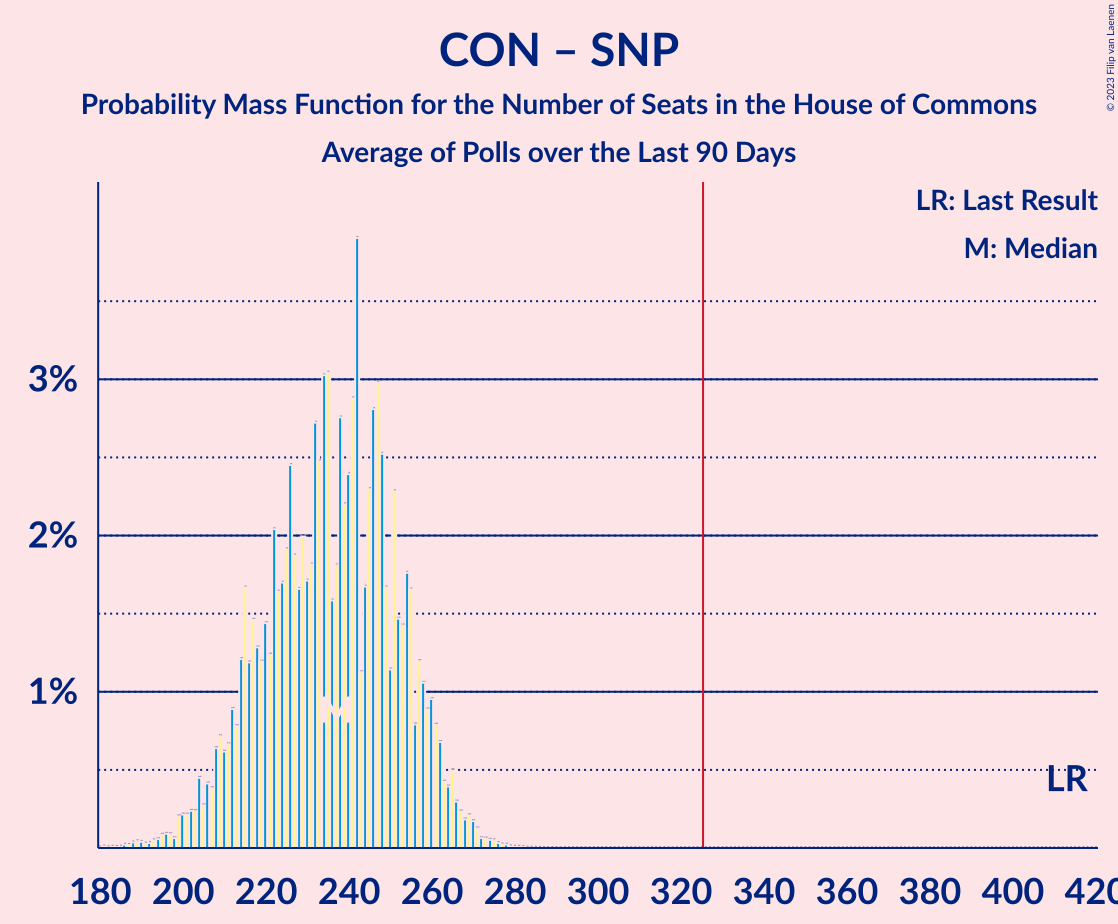 CON – SNP
Probability Mass Function for the Number of Seats in the House of Commons
Average of Polls over the Last 90 Days
© 2023 Filip van Laenen
LR: Last Result
M: Median
3%
2%
1%
M
LR
180 200 220 240 260 280 300 320 340 360 380 400 420